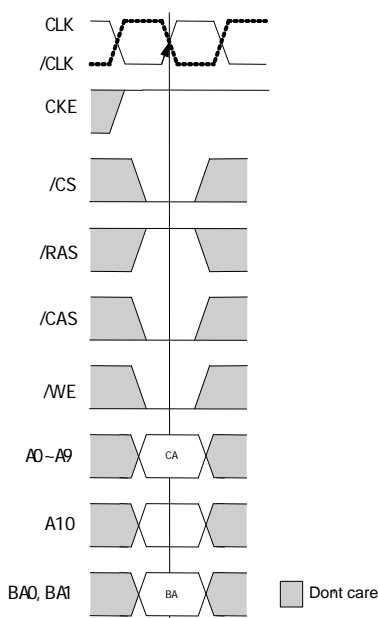 CLK
/CLK
CKE
/CS
/RAS
/CAS
/WE
A0~A9
CA
A10
BA0, BA1
BA
Dont care